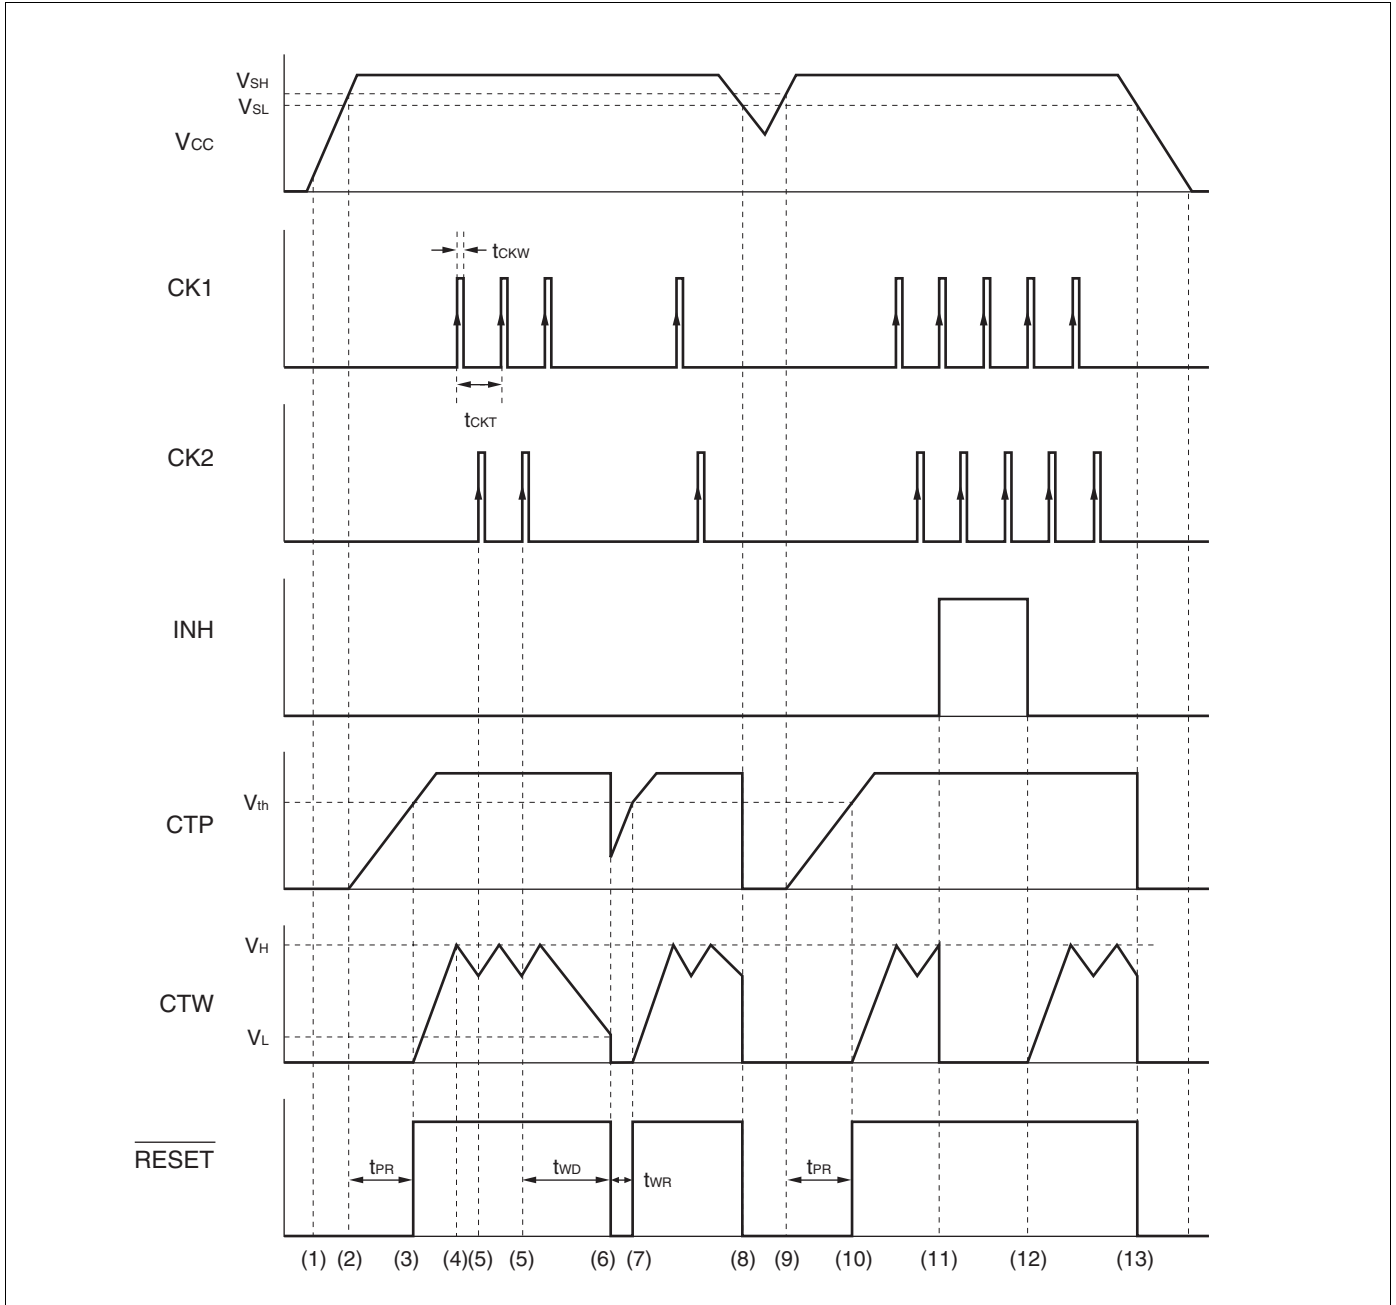 VSH
VSL
VCC
tCKW
CK1
tCKT
CK2
INH
Vth
CTP
VH
CTW
VL
RESET
tPR tWD tWR tPR
(1) (2) (3) (4) (5) (5) (6) (7) (8) (9) (10) (11) (12) (13)